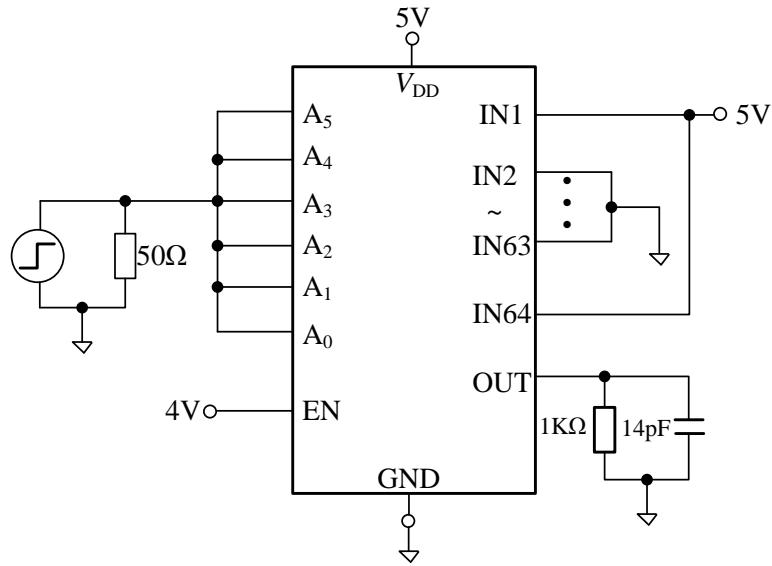 5V
V_DD
A5
A4
A3
A2
A1
A0
50Ω
4V
EN
IN1
5V
IN2
~
IN63
IN64
OUT
1KΩ
14pF
GND